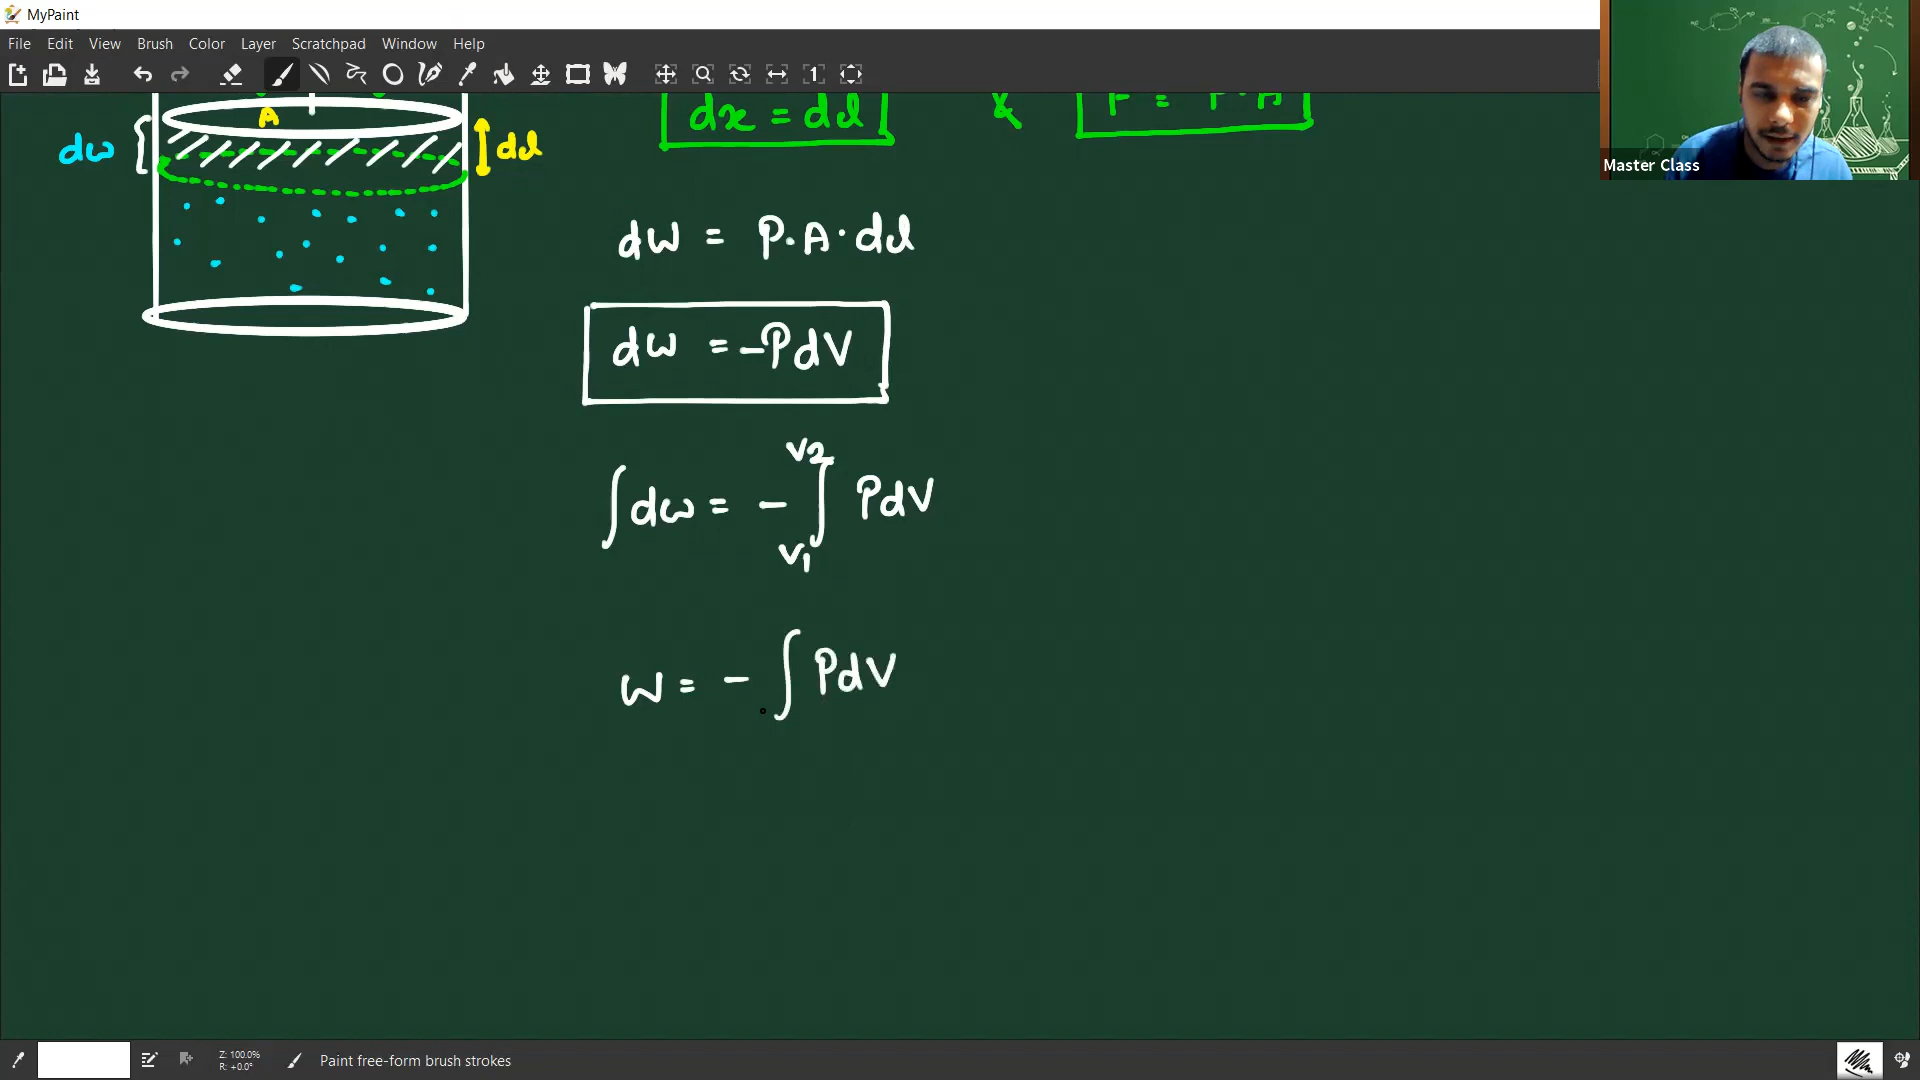 MyPaint
File Edit View Brush Color Layer Scratchpad Window Help
Master Class
A
dw
dl
dx = dl & F = P.A
dW = P.A.dl
dw = -PdV
∫dw = - ∫ PdV
V2
V1
W = - ∫ PdV
Z: 100.0%
R: +0.0°
Paint free-form brush strokes